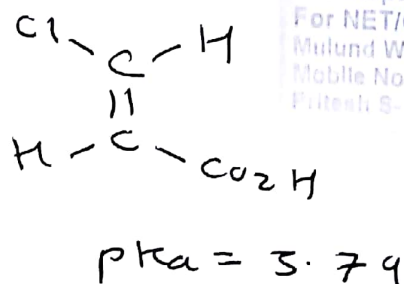 Cl C H
For NET/
Mulund W
Mobile No
Pritesh S-
||
H C CO2H
pKa = 3.79